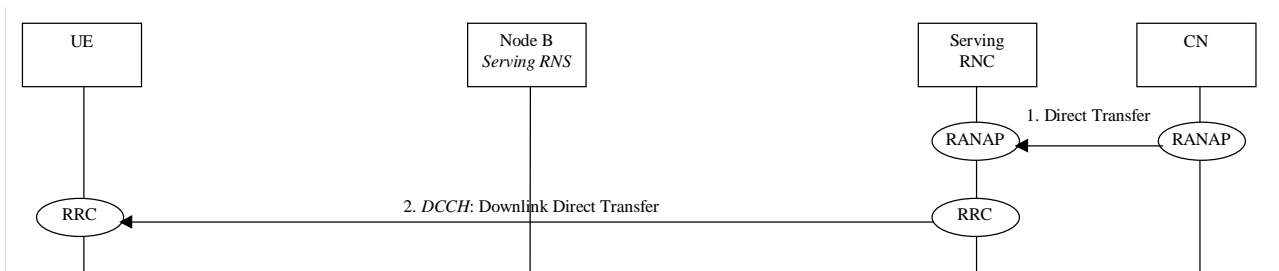 UE
Node B
Serving RNS
Serving
RNC
CN
1. Direct Transfer
RANAP
RANAP
RRC
2. DCCH: Downlink Direct Transfer
RRC